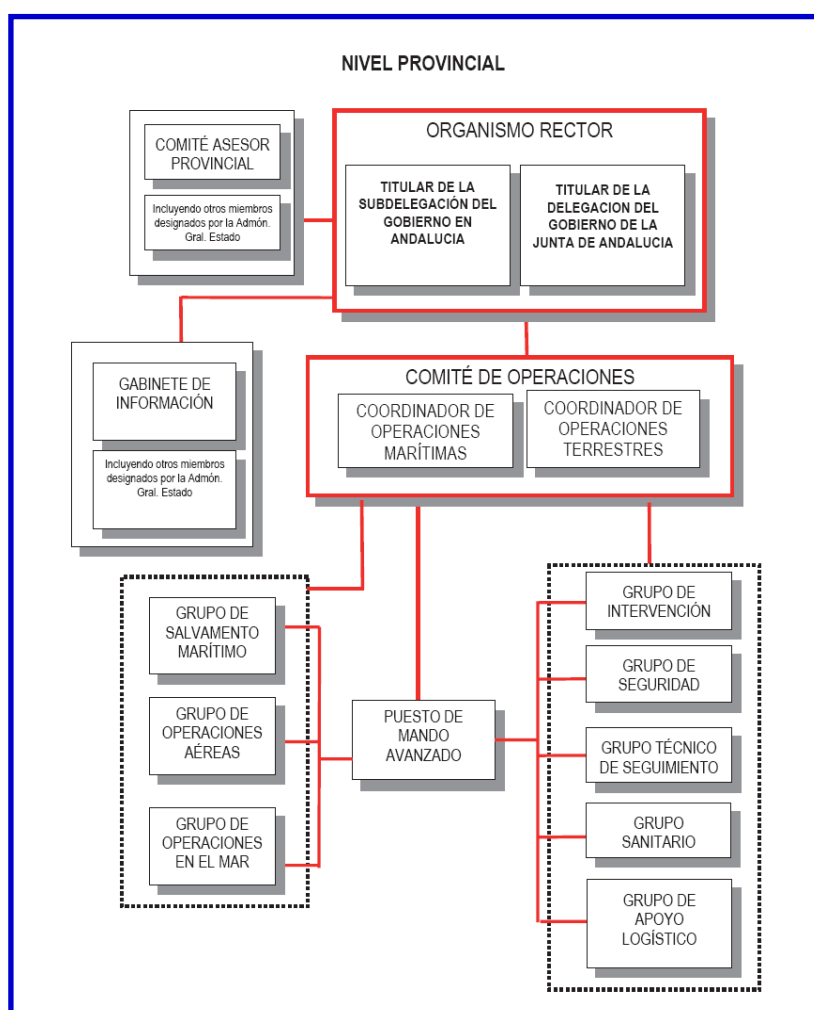 NIVEL PROVINCIAL
COMITÉ ASESOR
PROVINCIAL
Incluyendo otros miembros
designados por la Admón.
Gral. Estado
ORGANISMO RECTOR
TITULAR DE LA
SUBDELEGACIÓN DEL
GOBIERNO EN
ANDALUCIA
TITULAR DE LA
DELEGACION DEL
GOBIERNO DE LA
JUNTA DE ANDALUCIA
GABINETE DE
INFORMACIÓN
Incluyendo otros miembros
designados por la Admón.
Gral. Estado
COMITÉ DE OPERACIONES
COORDINADOR DE
OPERACIONES
MARÍTIMAS
COORDINADOR DE
OPERACIONES
TERRESTRES
GRUPO DE
SALVAMENTO
MARÍTIMO
GRUPO DE
OPERACIONES
AÉREAS
GRUPO DE
OPERACIONES
EN EL MAR
PUESTO DE
MANDO
AVANZADO
GRUPO DE
INTERVENCIÓN
GRUPO DE
SEGURIDAD
GRUPO TÉCNICO
DE SEGUIMIENTO
GRUPO
SANITARIO
GRUPO DE
APOYO
LOGÍSTICO